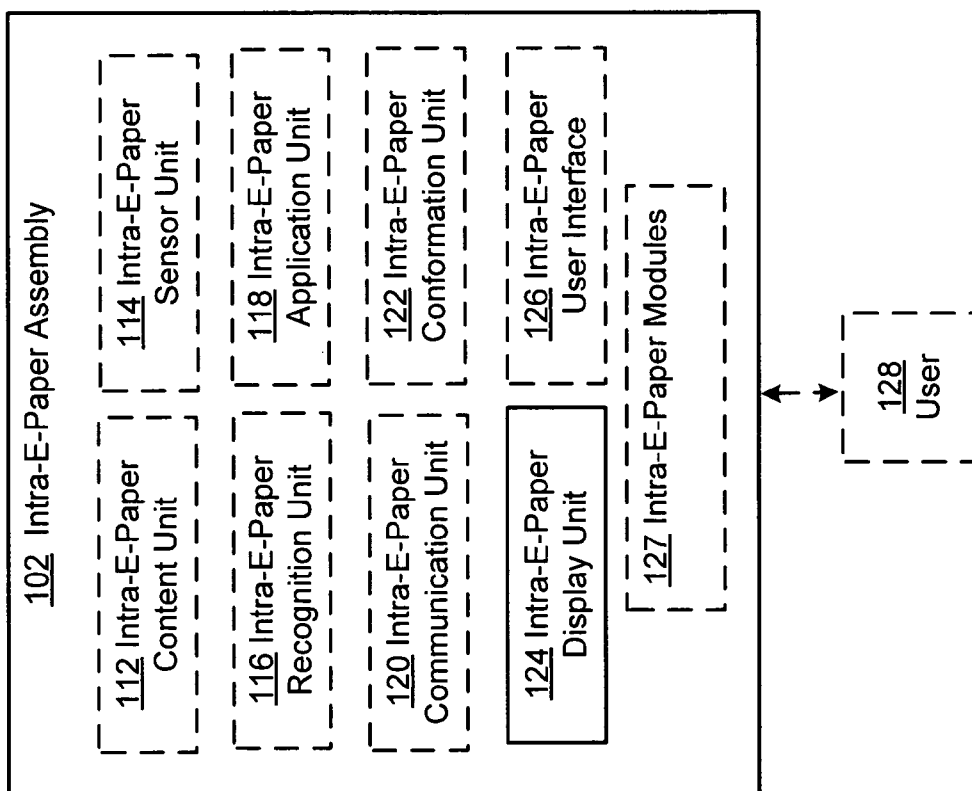 102 Intra-E-Paper Assembly
112 Intra-E-Paper
Content Unit
114 Intra-E-Paper
Sensor Unit
116 Intra-E-Paper
Recognition Unit
118 Intra-E-Paper
Application Unit
120 Intra-E-Paper
Communication Unit
122 Intra-E-Paper
Conformation Unit
124 Intra-E-Paper
Display Unit
126 Intra-E-Paper
User Interface
127 Intra-E-Paper Modules
128
User